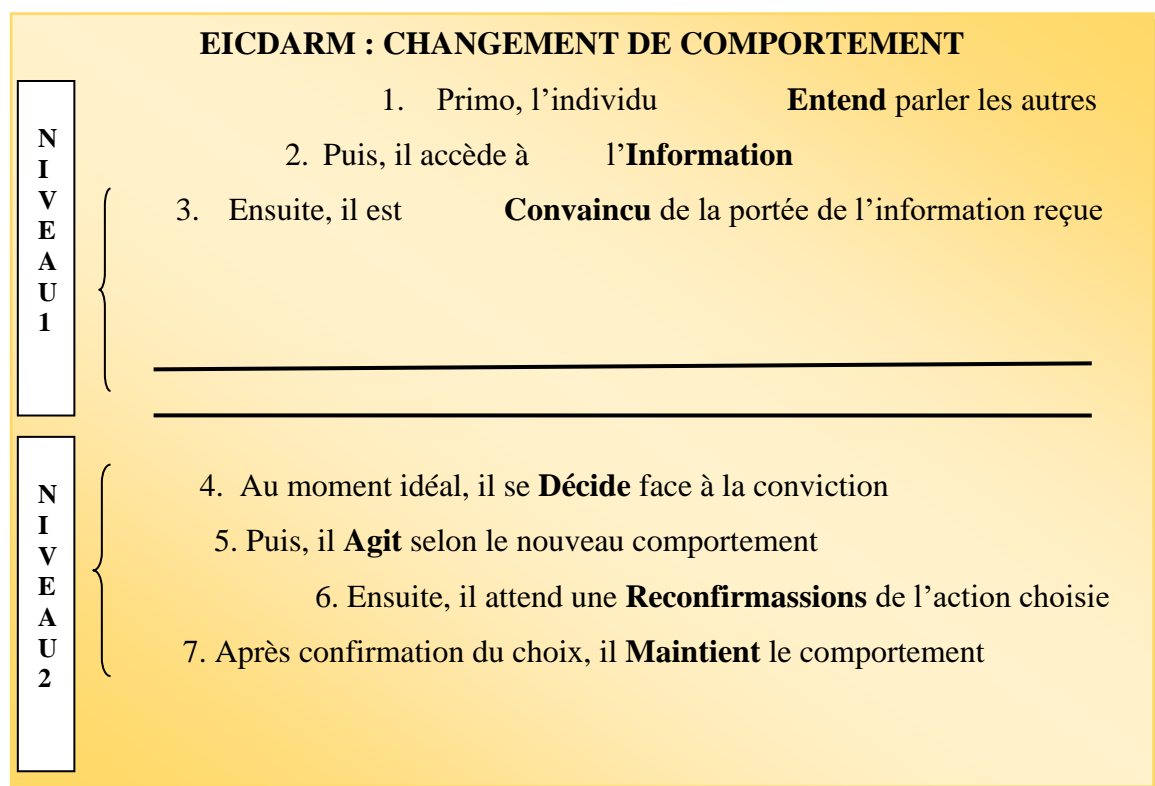 EICDARM : CHANGEMENT DE COMPORTEMENT
NIVEAU1
1. Primo, l’individu Entend parler les autres
2. Puis, il accède à l’Information
3. Ensuite, il est Convaincu de la portée de l’information reçue
NIVEAU2
4. Au moment idéal, il se Décide face à la conviction
5. Puis, il Agit selon le nouveau comportement
6. Ensuite, il attend une Reconfirmassions de l’action choisie
7. Après confirmation du choix, il Maintient le comportement